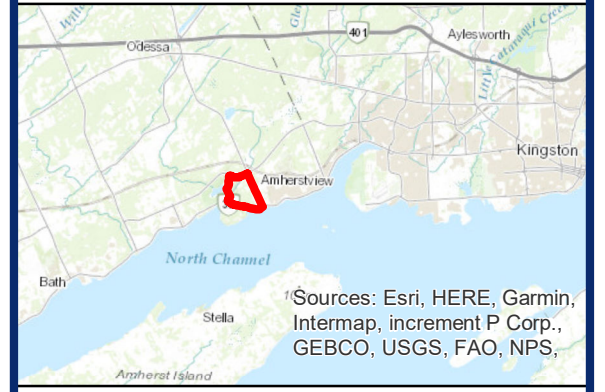 401
Aylesworth
Odessa
Little Cataraqui Creek
Kingston
Amherstview
North Channel
Bath
Stella
Amherst Island
Sources: Esri, HERE, Garmin,
Intermap, increment P Corp.,
GEBCO, USGS, FAO, NPS,